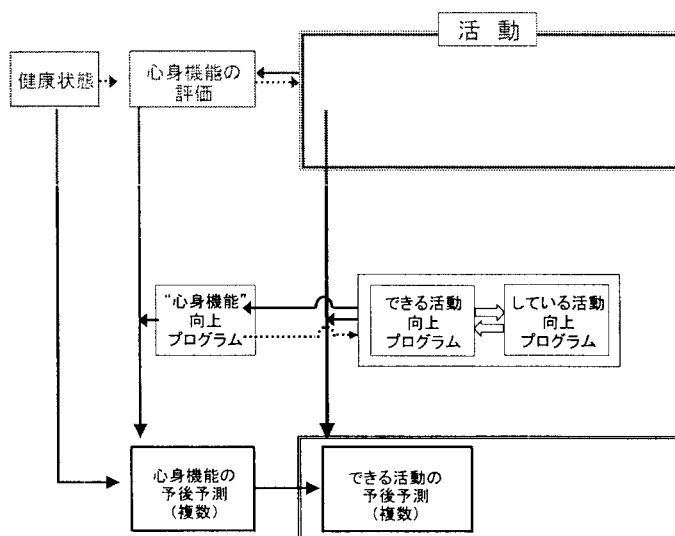 活動
健康状態
心身機能の
評価
“心身機能”
向上
プログラム
できる活動
向上
プログラム
している活動
向上
プログラム
心身機能の
予後予測
(複数)
できる活動の
予後予測
(複数)